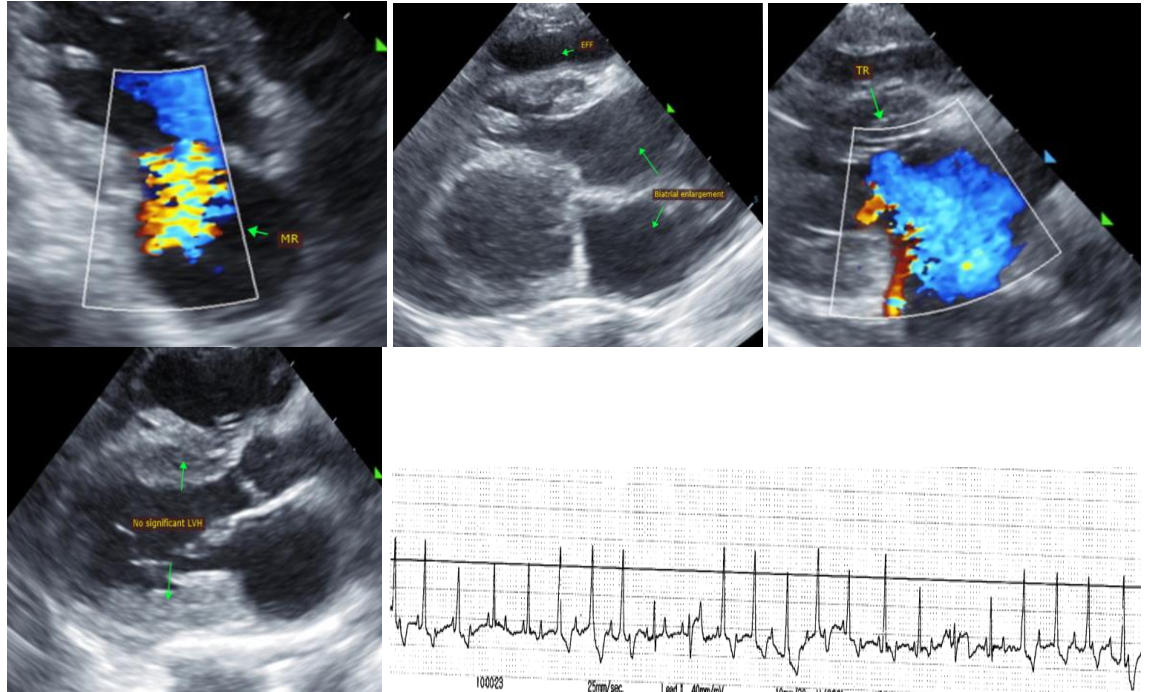 MR
EFF
Biatrial enlargement
TR
No significant LVH
100023
25mm/sec.
Lead I